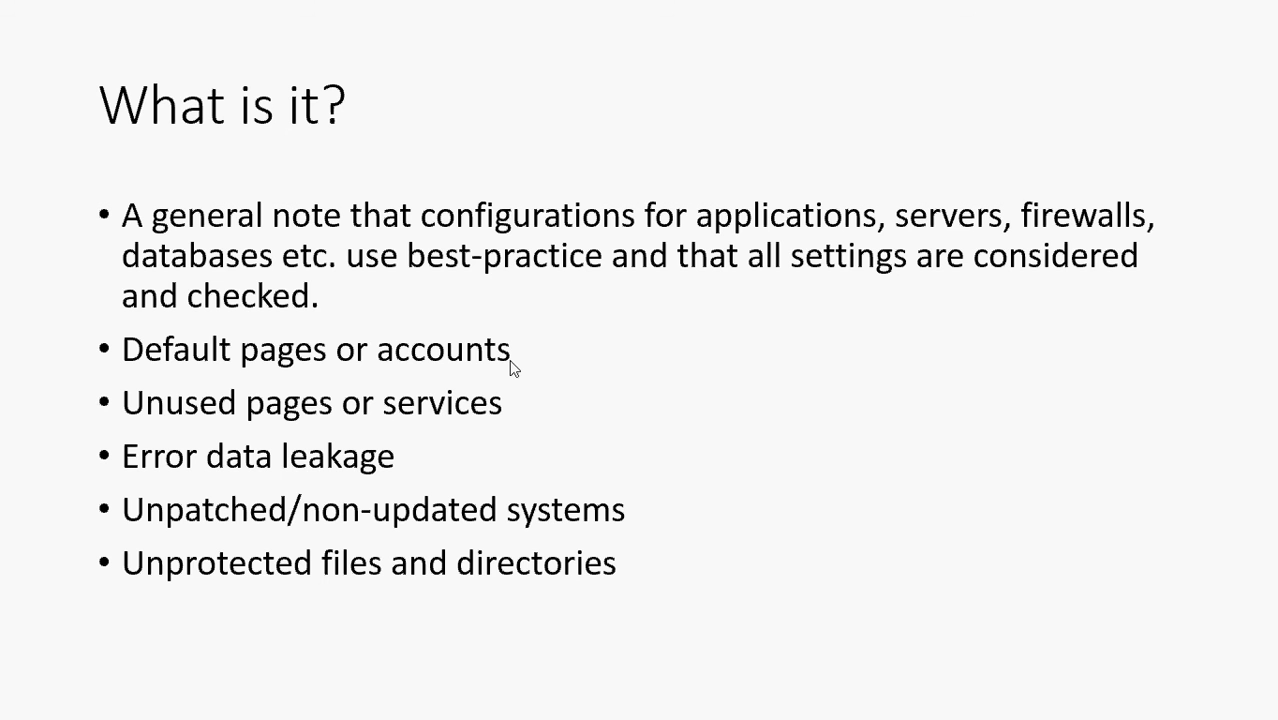 What is it?
• A general note that configurations for applications, servers, firewalls,
databases etc. use best-practice and that all settings are considered
and checked.
• Default pages or accounts
• Unused pages or services
• Error data leakage
• Unpatched/non-updated systems
• Unprotected files and directories